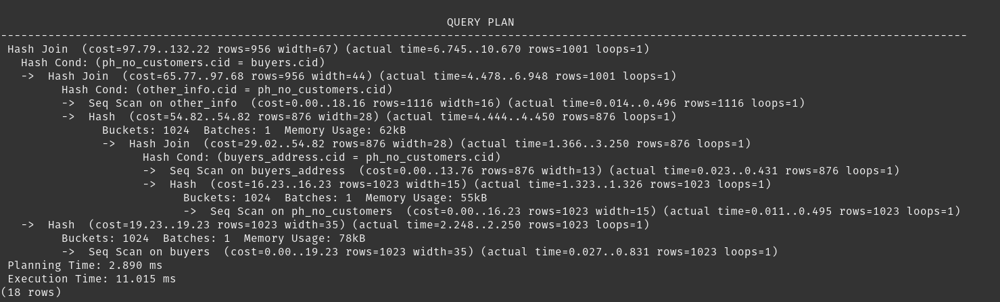 QUERY PLAN
-----------------------------------------------------------------------------------------------------------------------------------------------
Hash Join  (cost=97.79..132.22 rows=956 width=67) (actual time=6.745..10.670 rows=1001 loops=1)
Hash Cond: (ph_no_customers.cid = buyers.cid)
->  Hash Join  (cost=65.77..97.68 rows=956 width=44) (actual time=4.478..6.948 rows=1001 loops=1)
Hash Cond: (other_info.cid = ph_no_customers.cid)
->  Seq Scan on other_info  (cost=0.00..18.16 rows=1116 width=16) (actual time=0.014..0.496 rows=1116 loops=1)
->  Hash  (cost=54.82..54.82 rows=876 width=28) (actual time=4.444..4.450 rows=876 loops=1)
Buckets: 1024  Batches: 1  Memory Usage: 62kB
->  Hash Join  (cost=29.02..54.82 rows=876 width=28) (actual time=1.366..3.250 rows=876 loops=1)
Hash Cond: (buyers_address.cid = ph_no_customers.cid)
->  Seq Scan on buyers_address  (cost=0.00..13.76 rows=876 width=13) (actual time=0.023..0.431 rows=876 loops=1)
->  Hash  (cost=16.23..16.23 rows=1023 width=15) (actual time=1.323..1.326 rows=1023 loops=1)
Buckets: 1024  Batches: 1  Memory Usage: 55kB
->  Seq Scan on ph_no_customers  (cost=0.00..16.23 rows=1023 width=15) (actual time=0.011..0.495 rows=1023 loops=1)
->  Hash  (cost=19.23..19.23 rows=1023 width=35) (actual time=2.248..2.250 rows=1023 loops=1)
Buckets: 1024  Batches: 1  Memory Usage: 78kB
->  Seq Scan on buyers  (cost=0.00..19.23 rows=1023 width=35) (actual time=0.027..0.831 rows=1023 loops=1)
Planning Time: 2.890 ms
Execution Time: 11.015 ms
(18 rows)